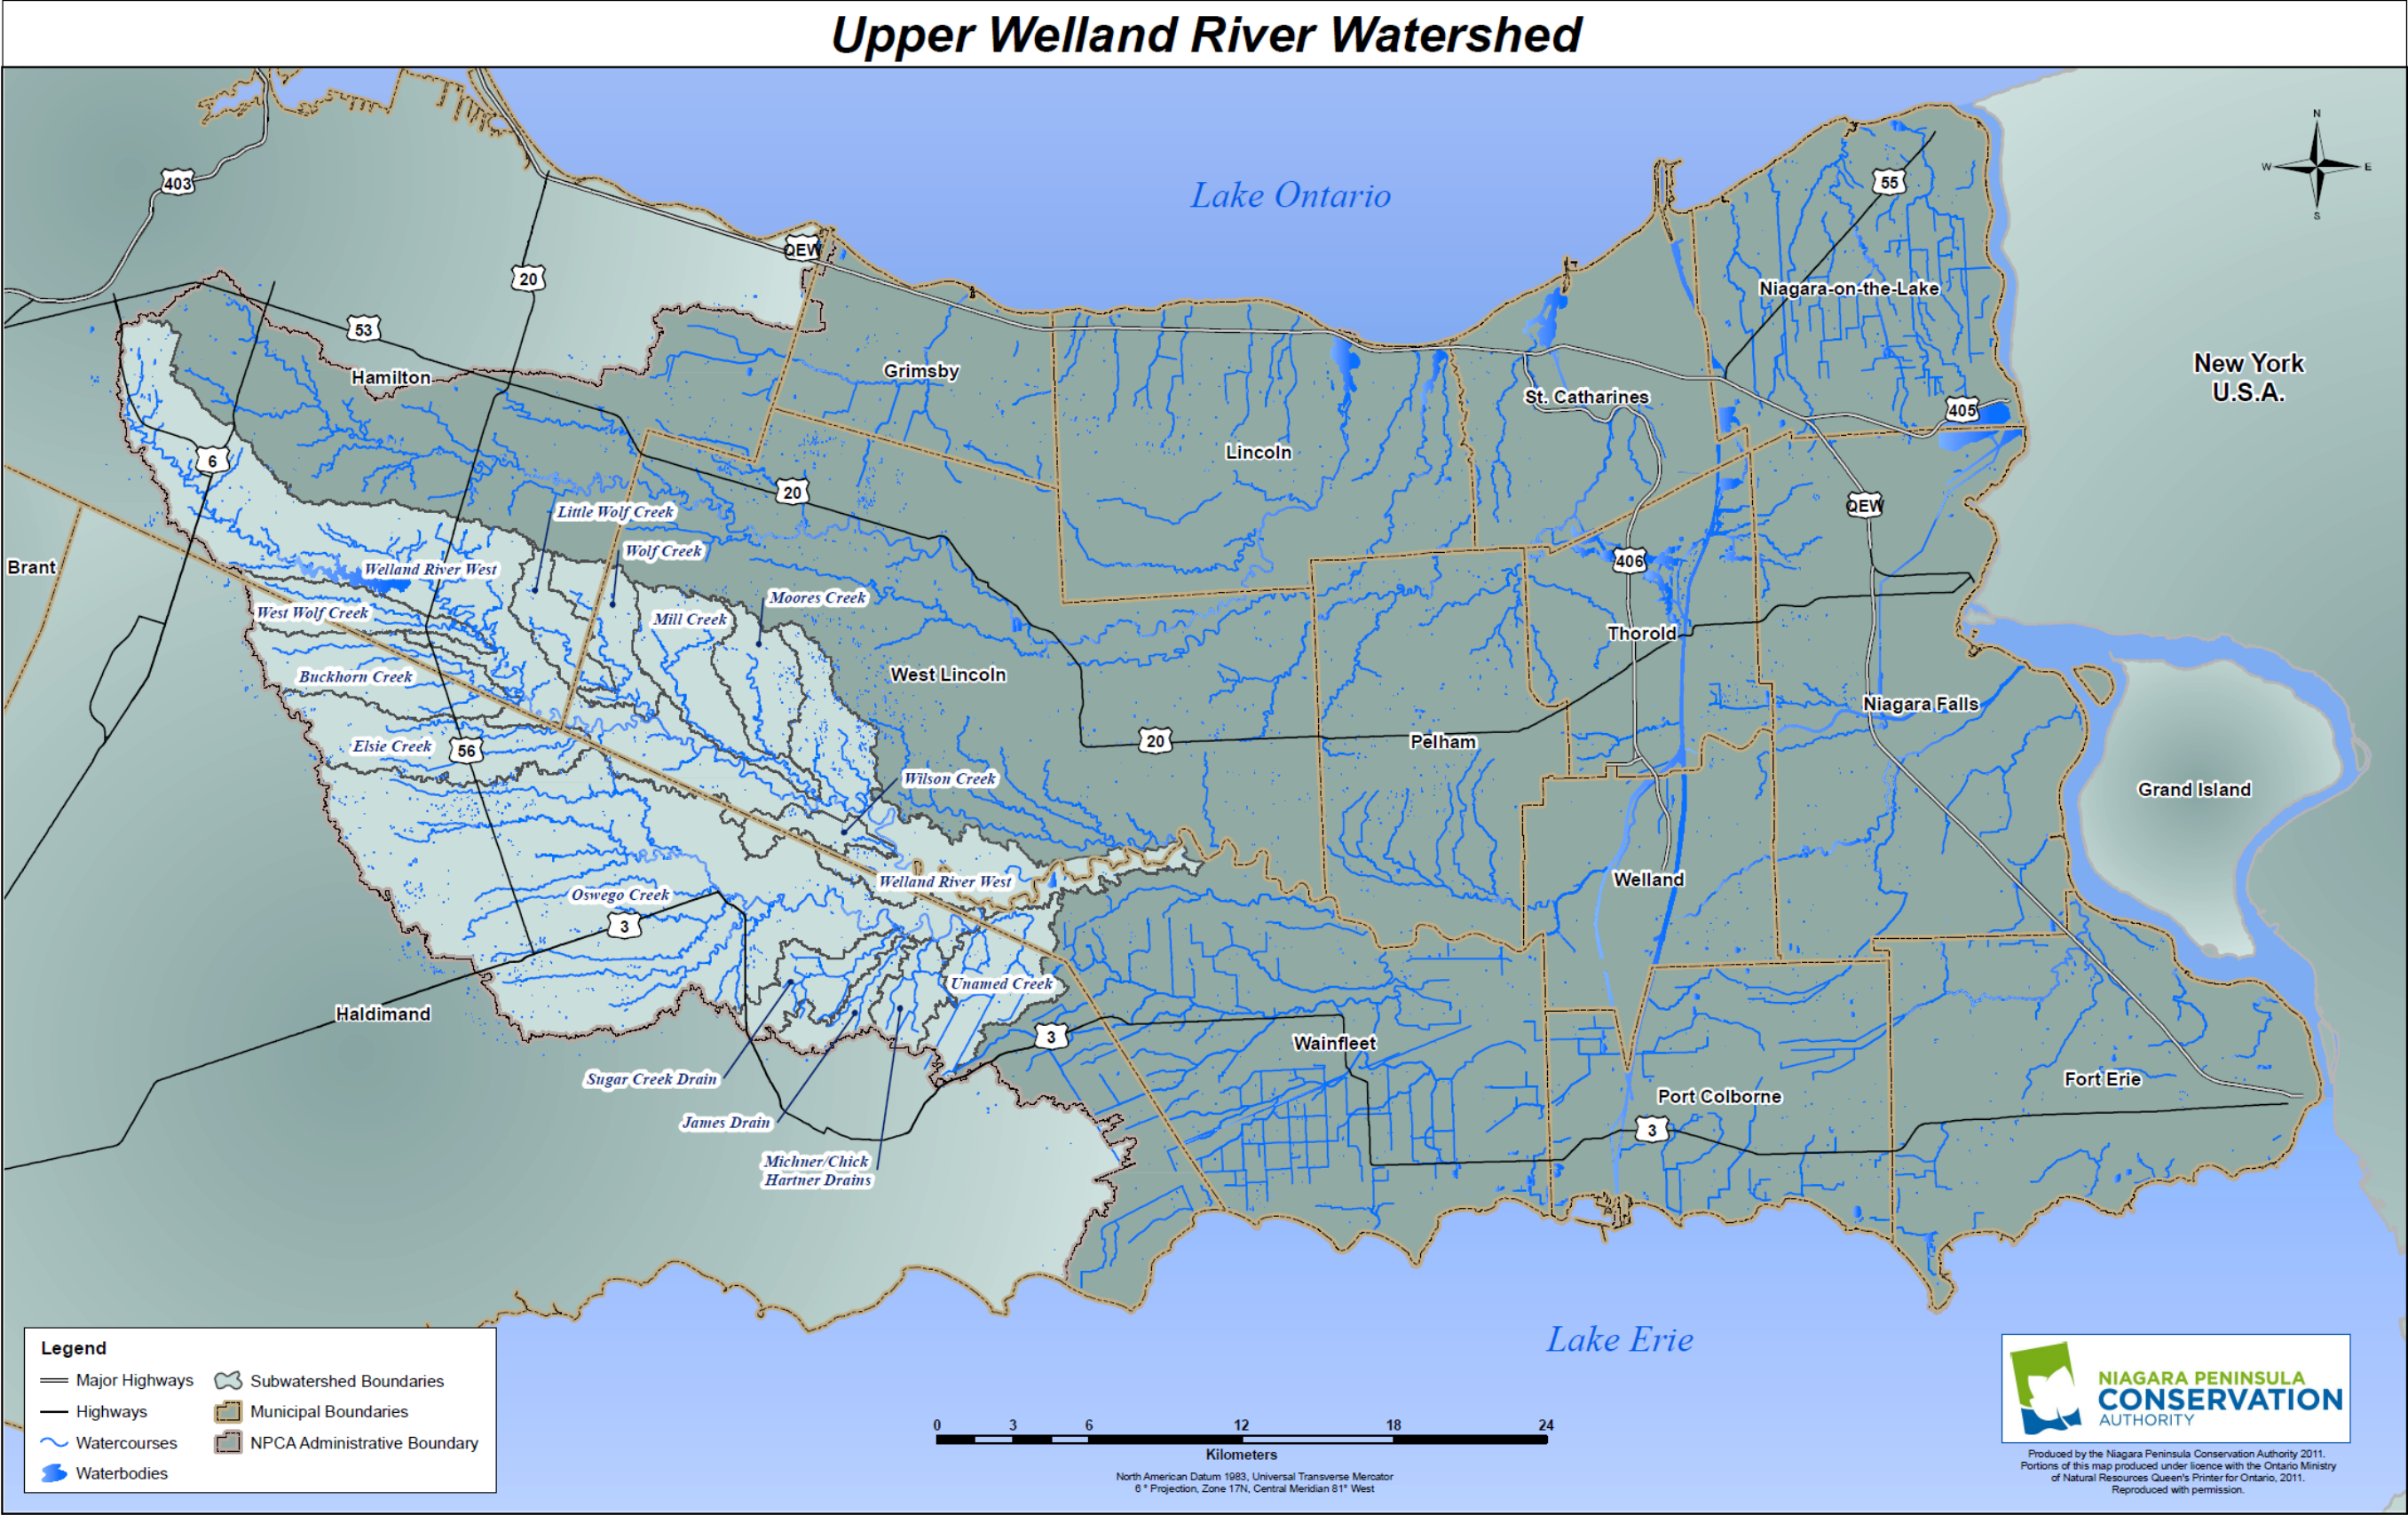 Upper Welland River Watershed
Lake Ontario
N
W
E
S
403
55
QEW
20
Niagara-on-the-Lake
53
New York
U.S.A.
Hamilton
Grimsby
St. Catharines
405
Lincoln
6
20
QEW
Little Wolf Creek
Wolf Creek
406
Brant
Welland River West
Moores Creek
West Wolf Creek
Mill Creek
Thorold
Buckhorn Creek
West Lincoln
Niagara Falls
Elsie Creek
56
20
Pelham
Wilson Creek
Grand Island
Welland River West
Welland
Oswego Creek
3
Unamed Creek
Haldimand
3
Wainfleet
Sugar Creek Drain
Fort Erie
Port Colborne
James Drain
3
Michner/Chick
Hartner Drains
Lake Erie
Legend
Major Highways
Highways
Watercourses
Waterbodies
Subwatershed Boundaries
Municipal Boundaries
NPCA Administrative Boundary
0 3 6 12 18 24
Kilometers
North American Datum 1983, Universal Transverse Mercator
6 ° Projection, Zone 17N, Central Meridian 81° West
NIAGARA PENINSULA
CONSERVATION
AUTHORITY
Produced by the Niagara Peninsula Conservation Authority 2011.
Portions of this map produced under licence with the Ontario Ministry
of Natural Resources Queen's Printer for Ontario, 2011.
Reproduced with permission.